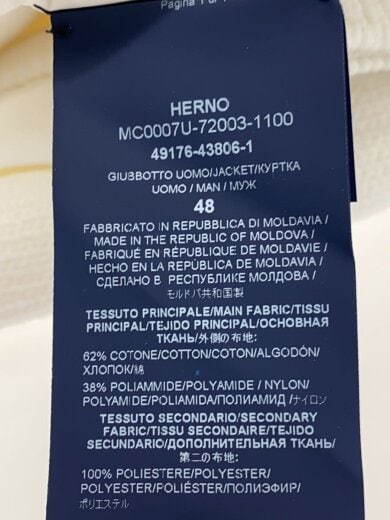 Pagina 1
HERNO
MC0007U-72003-1100
49176-43806-1
GIUBBOTTO UOMO/JACKET/КУРТКА
UOMO / MAN / МУЖ
48
FABBRICATO IN REPUBBLICA DI MOLDAVIA /
MADE IN THE REPUBLIC OF MOLDOVA /
FABRIQUÉ EN RÉPUBLIQUE DE MOLDAVIE /
HECHO EN LA REPÚBLICA DE MOLDAVIA /
СДЕЛАНО В РЕСПУБЛИКЕ МОЛДОВА /
モルドバ共和国製
TESSUTO PRINCIPALE/MAIN FABRIC/TISSU
PRINCIPAL/TEJIDO PRINCIPAL/ОСНОВНАЯ
ТКАНЬ/外側の布地:
62% COTONE/COTTON/COTON/ALGODÓN/
ХЛОПОК/綿
38% POLIAMMIDE/POLYAMIDE / NYLON/
POLYAMIDE/POLIAMIDA/ПОЛИАМИД /ナイロン
TESSUTO SECONDARIO/SECONDARY
FABRIC/TISSU SECONDAIRE/TEJIDO
SECUNDARIO/ДОПОЛНИТЕЛЬНАЯ ТКАНЬ/
第二の布地:
100% POLIESTERE/POLYESTER/
POLYESTER/POLIÉSTER/ПОЛИЭФИР/
ポリエステル